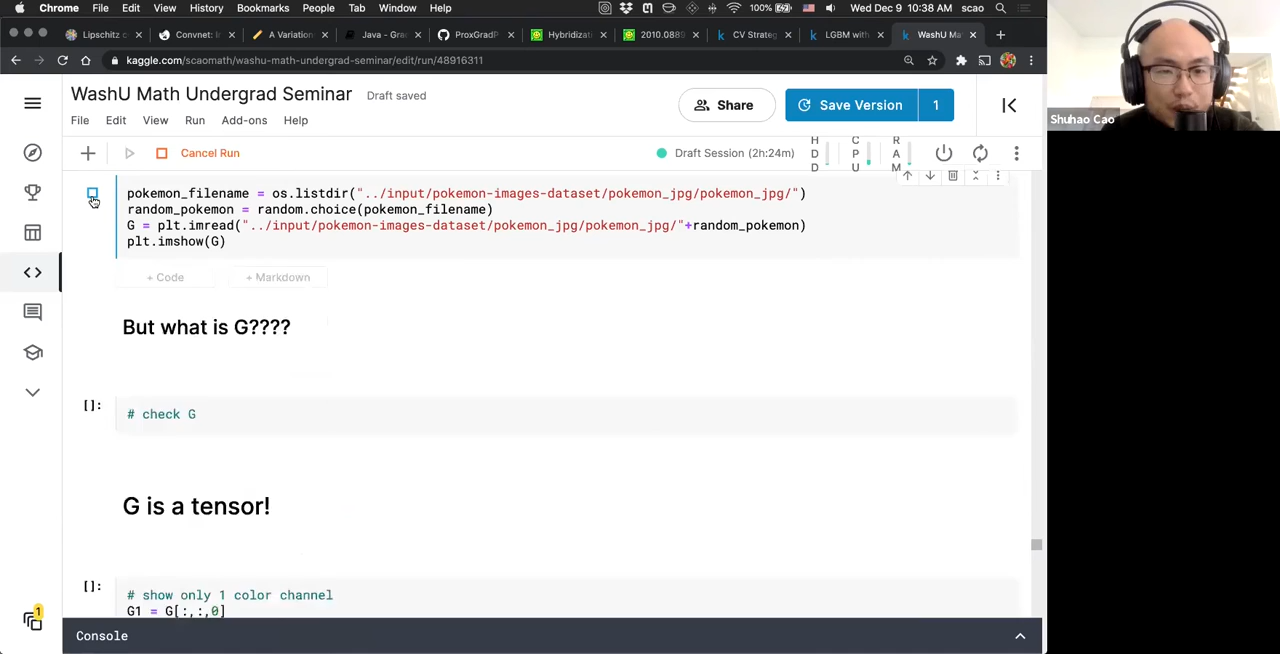 Chrome File Edit View History Bookmarks People Tab Window Help 100% Wed Dec 9 10:38 AM scao
Lipschitz c Convnet: I A Variation Java - Gra ProxGradP Hybridizati 2010.0889 CV Strateg LGBM with WashU Ma
kaggle.com/scaomath/washu-math-undergrad-seminar/edit/run/48916311
WashU Math Undergrad Seminar Draft saved
Share Save Version 1
File Edit View Run Add-ons Help
Cancel Run Draft Session (2h:24m) HDD CPU RAM
pokemon_filename = os.listdir("../input/pokemon-images-dataset/pokemon_jpg/pokemon_jpg/")
random_pokemon = random.choice(pokemon_filename)
G = plt.imread("../input/pokemon-images-dataset/pokemon_jpg/pokemon_jpg/"+random_pokemon)
plt.imshow(G)
+ Code + Markdown
But what is G????
[]: # check G
G is a tensor!
[]: # show only 1 color channel
G1 = G[:,:,0]
1
Console
Shuhao Cao